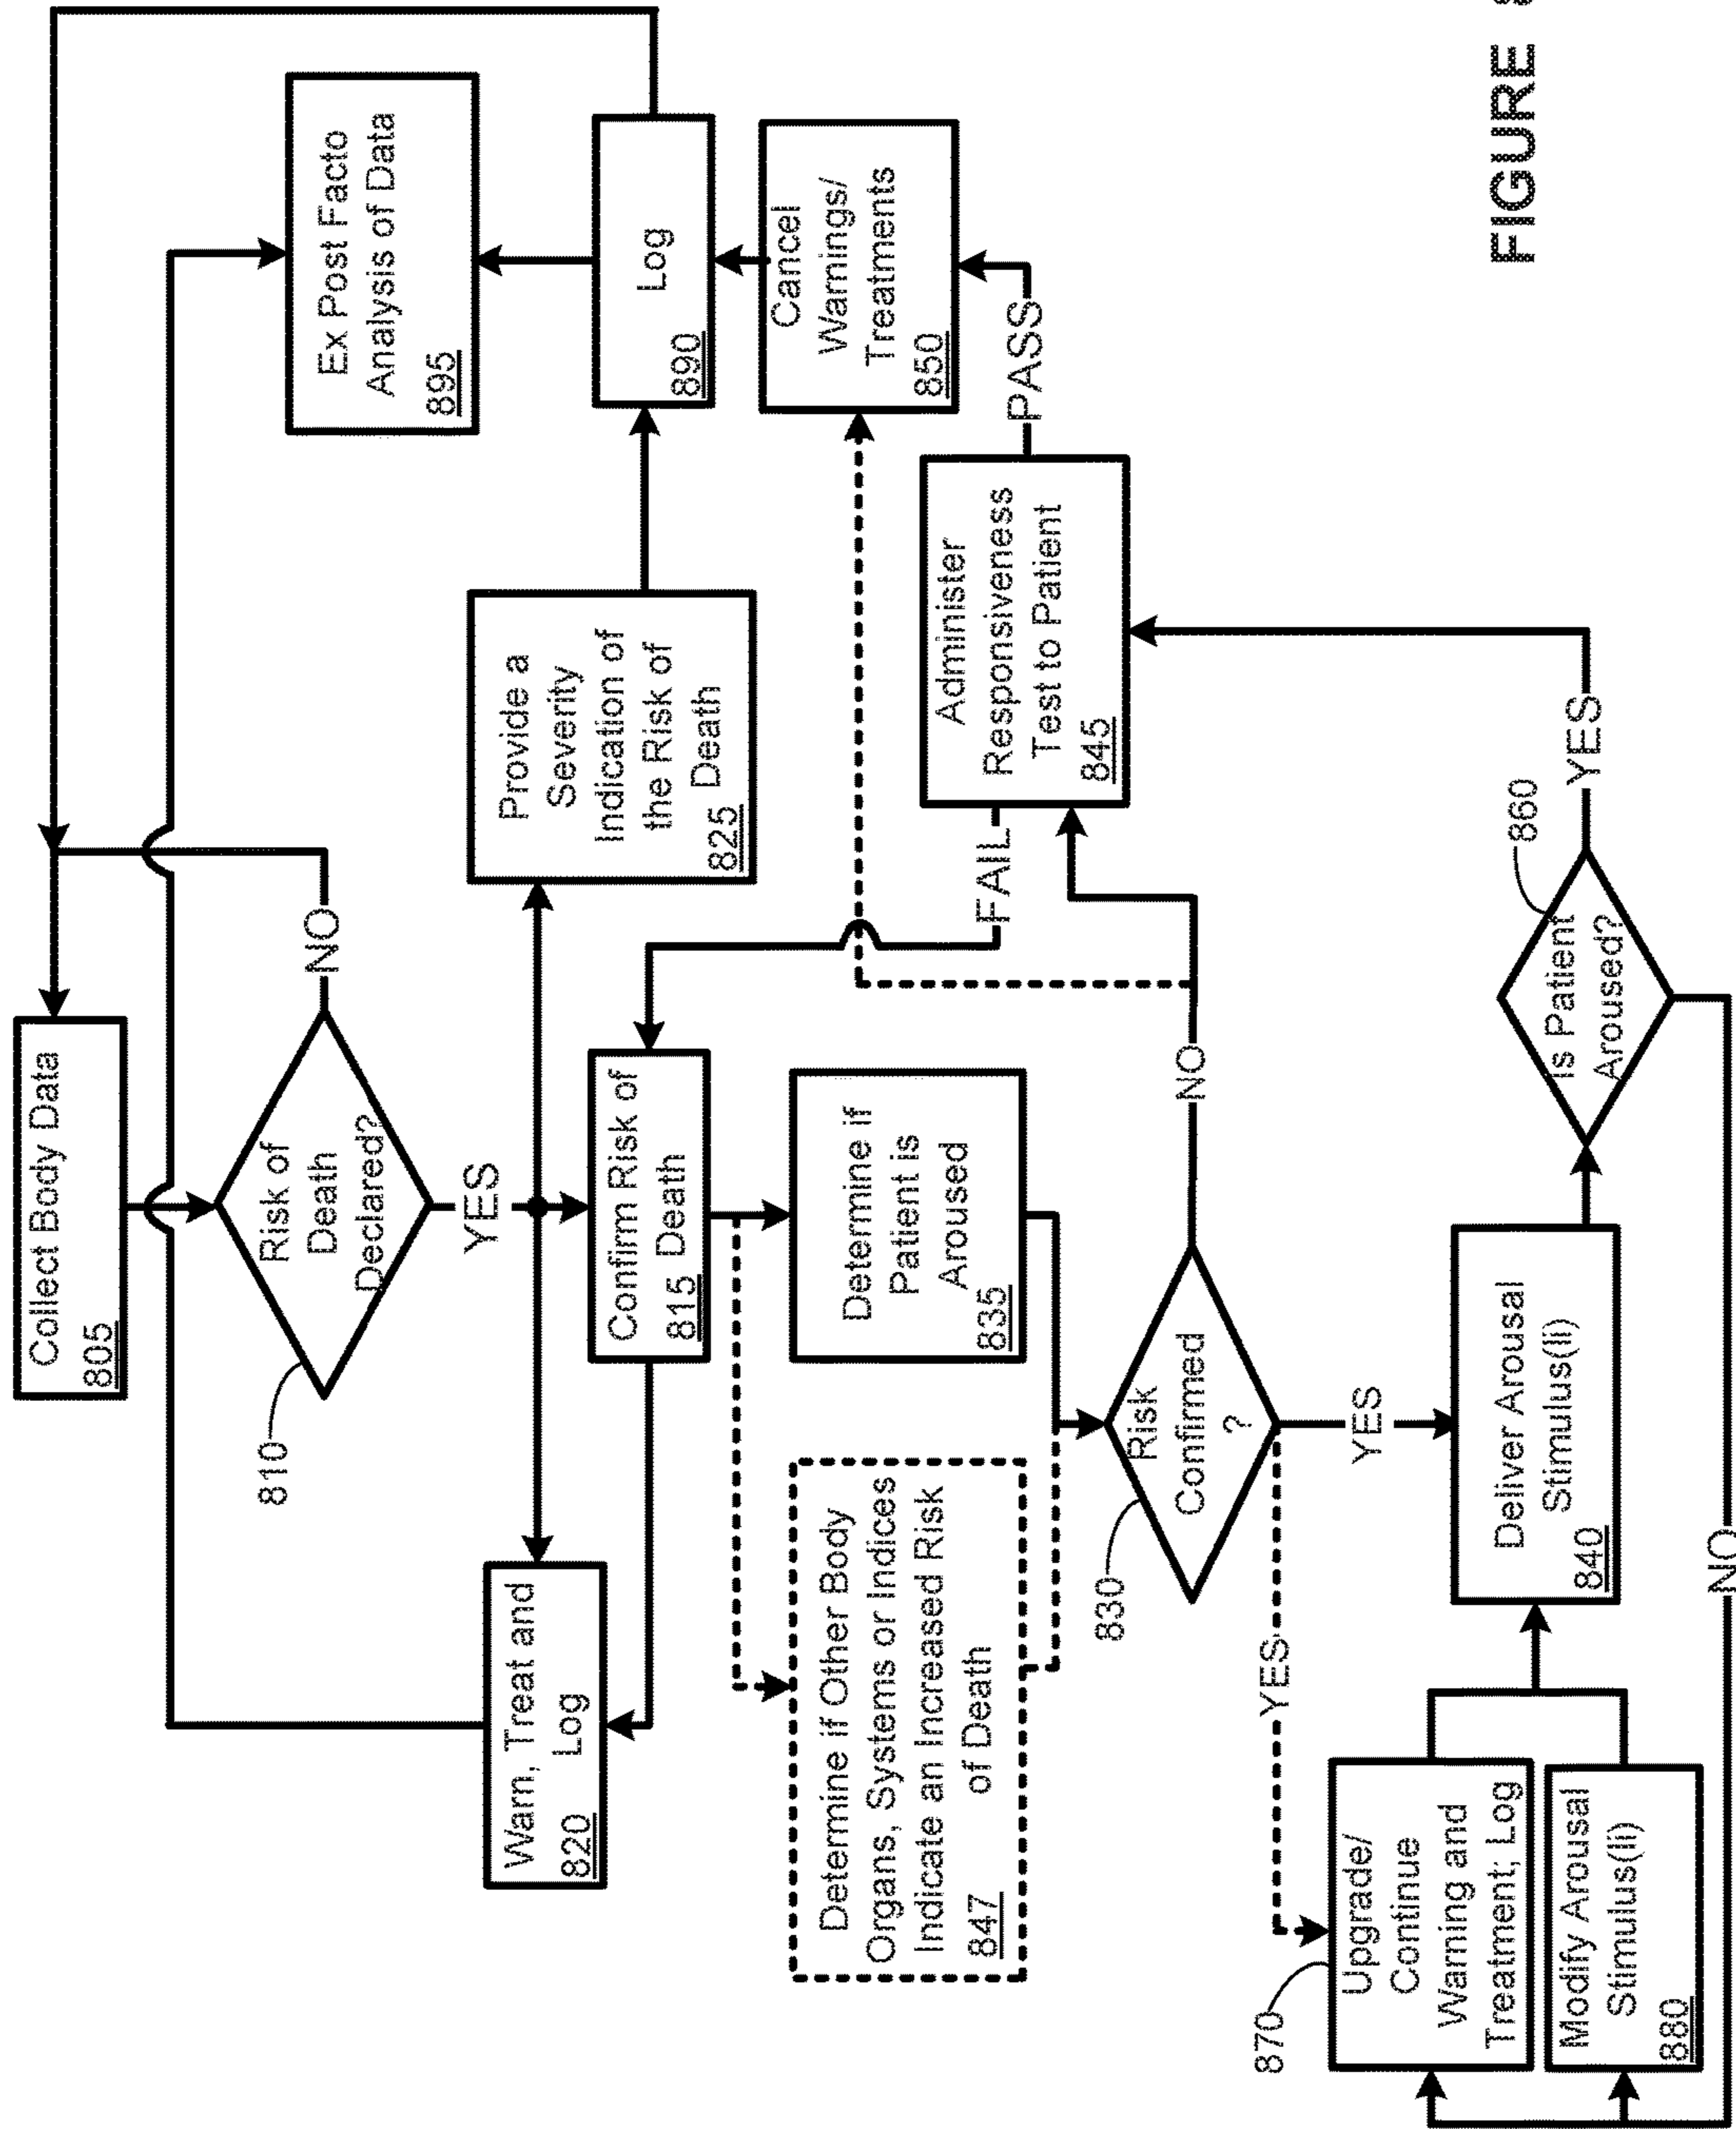 Collect Body Data
805
Risk of
Death
Declared?
810
NO
YES
Warn, Treat and
Log
820
Confirm Risk of
815 Death
Provide a
Severity
Indication of
the Risk of
Death
825
Ex Post Facto
Analysis of Data
895
Log
890
Cancel
Warnings/
Treatments
850
Determine if Other Body
Organs, Systems or Indices
Indicate an Increased Risk
of Death
847
Determine if
Patient is
Aroused
835
FAIL
Administer
Responsiveness
Test to Patient
845
PASS
Risk
Confirmed
?
830
NO
YES
YES
Upgrade/
Continue
Warning and
Treatment; Log
870
Modify Arousal
Stimulus(li)
880
Deliver Arousal
Stimulus(li)
840
Is Patient
Aroused?
860
YES
NO
FIGURE